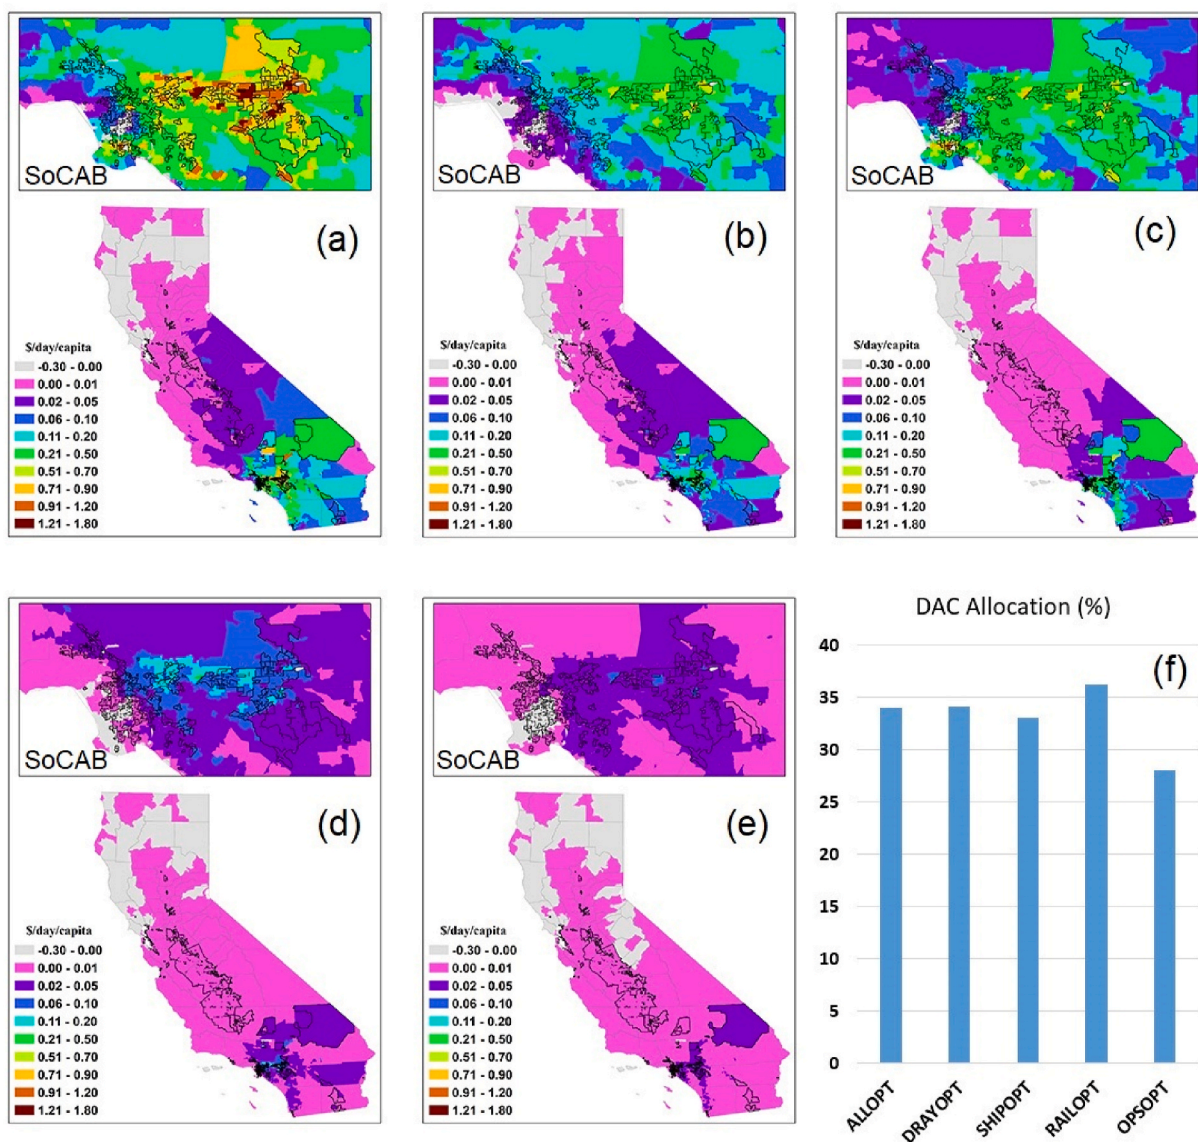 SoCAB
(a)
$/day/capita
-0.30 - 0.00
0.00 - 0.01
0.02 - 0.05
0.06 - 0.10
0.11 - 0.20
0.21 - 0.50
0.51 - 0.70
0.71 - 0.90
0.91 - 1.20
1.21 - 1.80
SoCAB
(b)
$/day/capita
-0.30 - 0.00
0.00 - 0.01
0.02 - 0.05
0.06 - 0.10
0.11 - 0.20
0.21 - 0.50
0.51 - 0.70
0.71 - 0.90
0.91 - 1.20
1.21 - 1.80
SoCAB
(c)
$/day/capita
-0.30 - 0.00
0.00 - 0.01
0.02 - 0.05
0.06 - 0.10
0.11 - 0.20
0.21 - 0.50
0.51 - 0.70
0.71 - 0.90
0.91 - 1.20
1.21 - 1.80
SoCAB
(d)
$/day/capita
-0.30 - 0.00
0.00 - 0.01
0.02 - 0.05
0.06 - 0.10
0.11 - 0.20
0.21 - 0.50
0.51 - 0.70
0.71 - 0.90
0.91 - 1.20
1.21 - 1.80
SoCAB
(e)
$/day/capita
-0.30 - 0.00
0.00 - 0.01
0.02 - 0.05
0.06 - 0.10
0.11 - 0.20
0.21 - 0.50
0.51 - 0.70
0.71 - 0.90
0.91 - 1.20
1.21 - 1.80
DAC Allocation (%)
(f)
40
35
30
25
20
15
10
5
0
ALLOPT
DRAYOPT
SHIPOPT
RAILOPT
OPSOPT